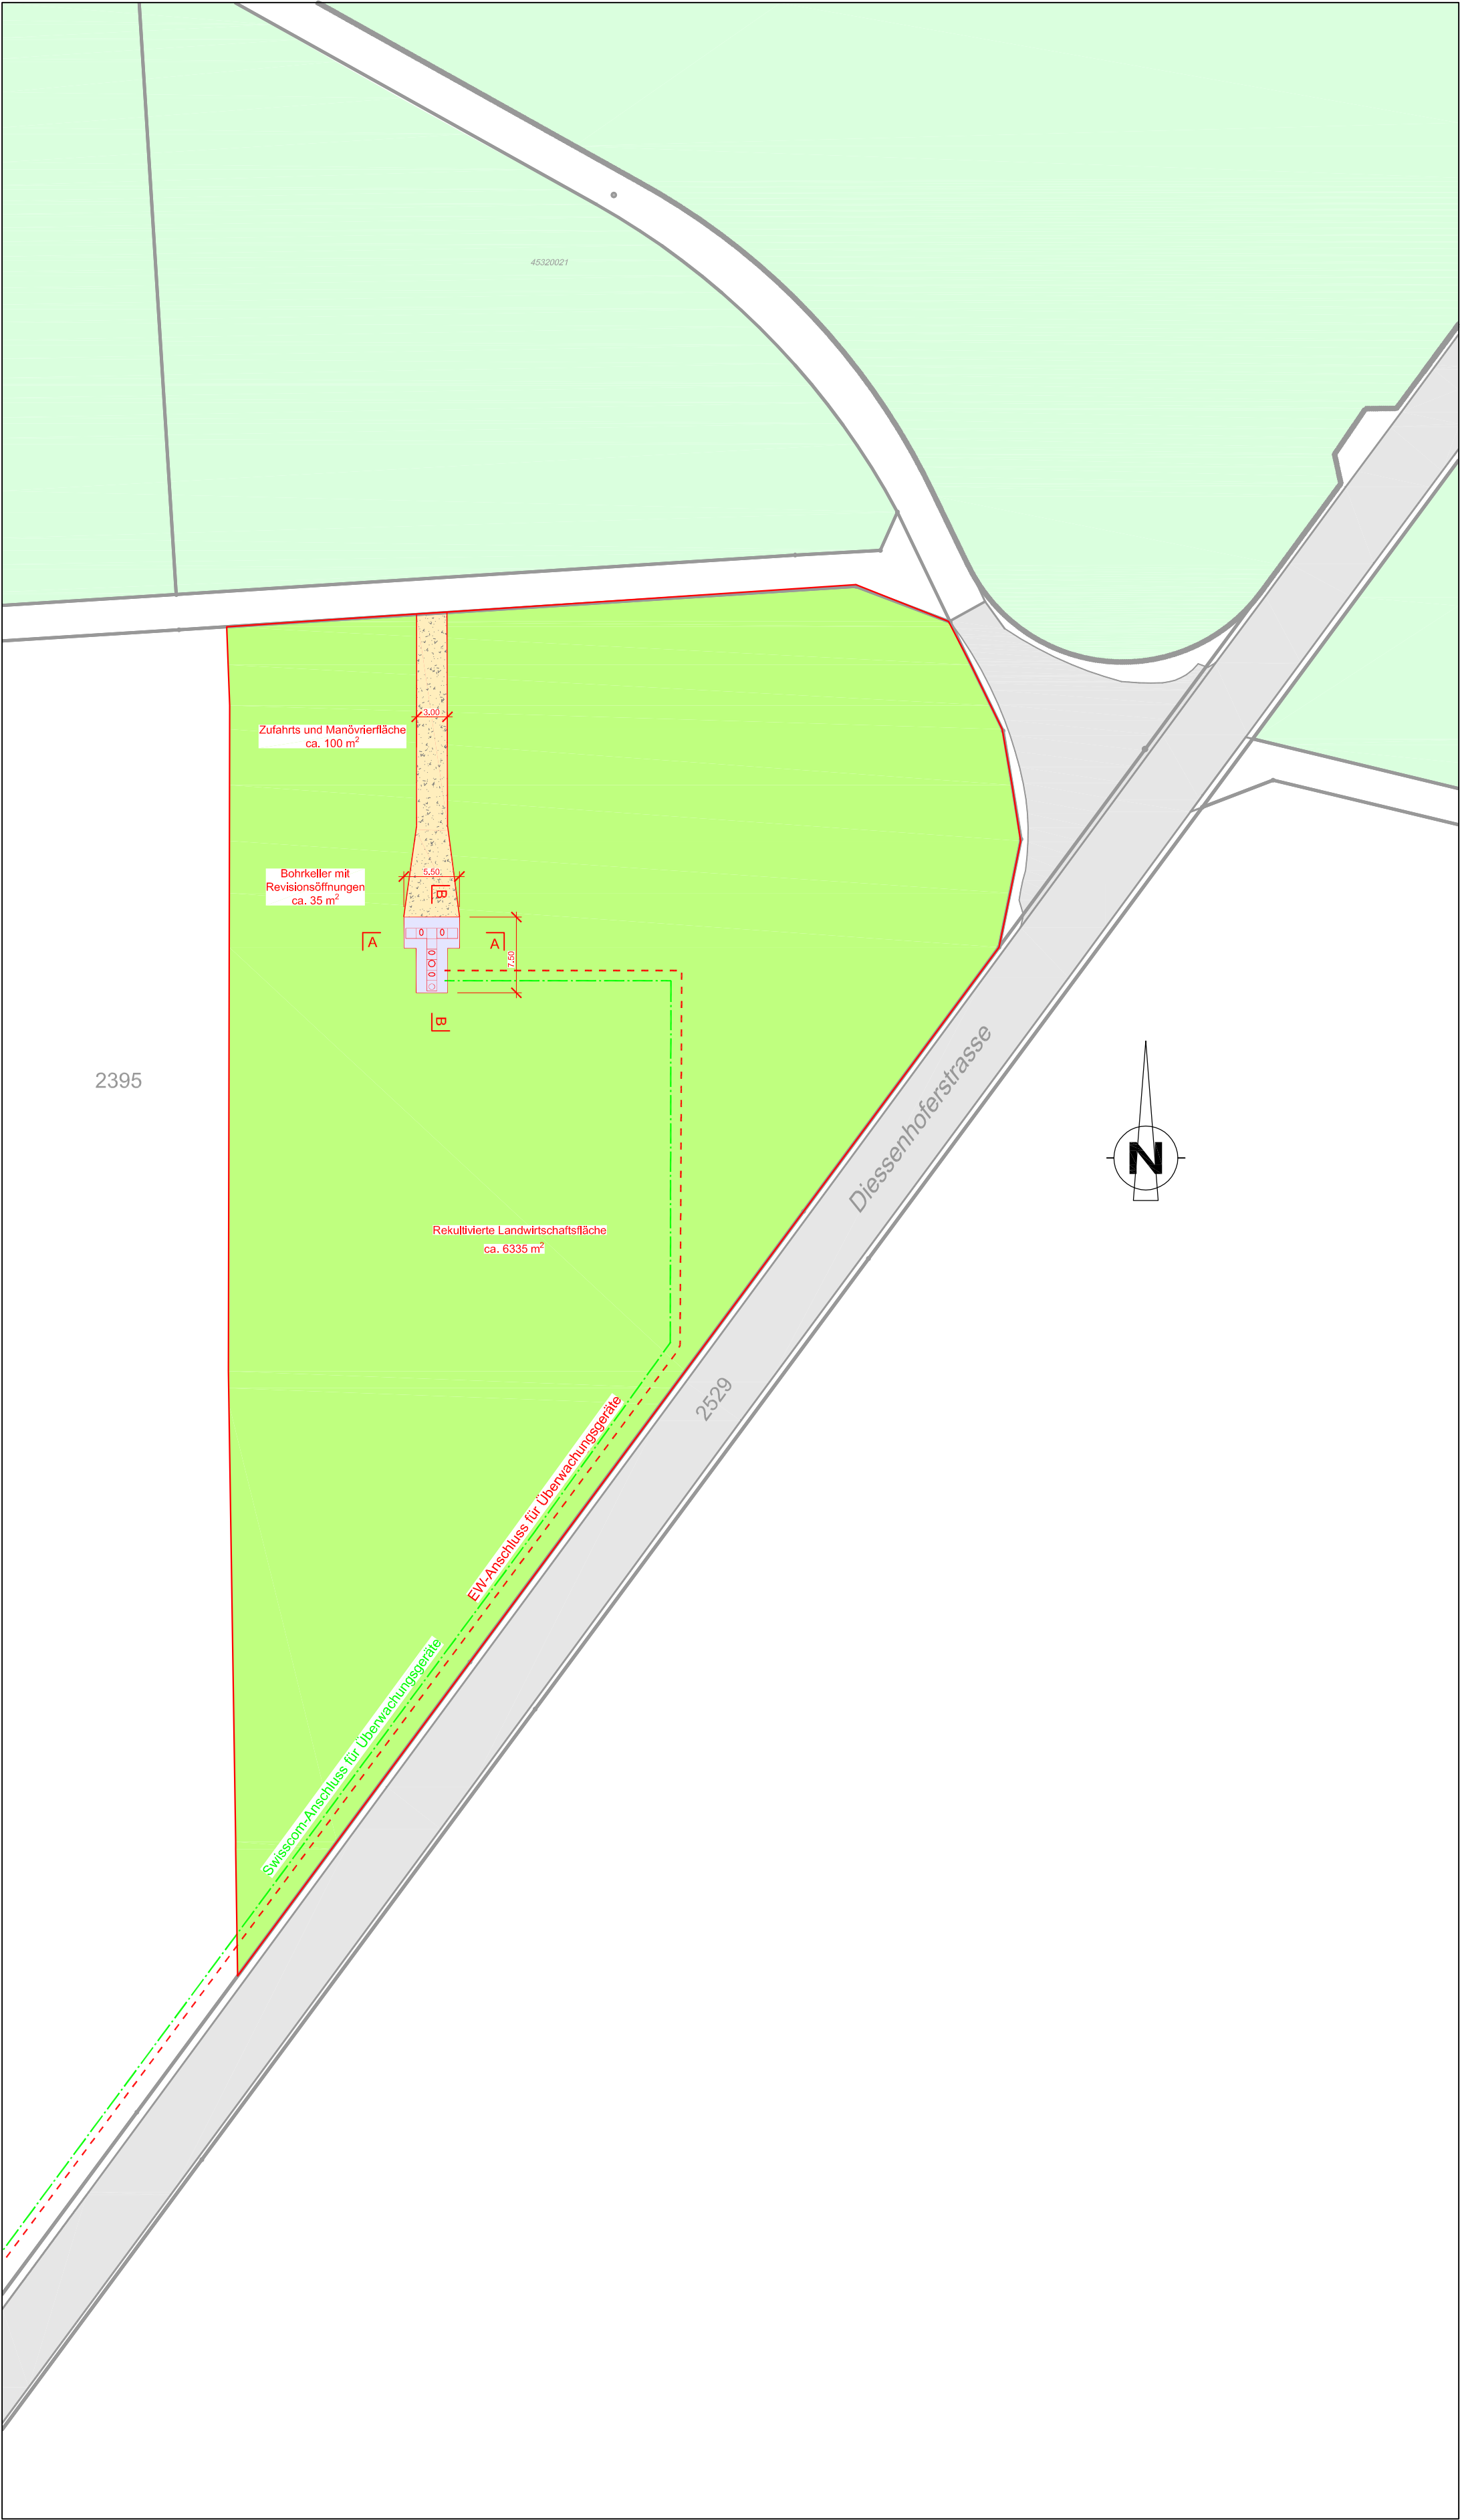 45320021
3.00
Zufahrts und Manövrierfläche
ca. 100 m²
5.50
Bohrkeller mit
Revisionsöffnungen
ca. 35 m²
B
A
A
7.50
B
2395
Diessenhoferstrasse
N
Rekultivierte Landwirtschaftsfläche
ca. 6335 m²
2529
EW-Anschluss für Überwachungsgeräte
Swisscom-Anschluss für Überwachungsgeräte